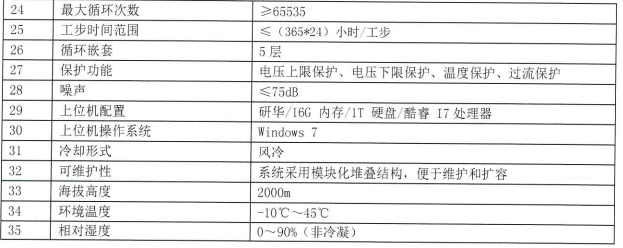 24 最大循环次数 ≥65535
25 工步时间范围 ≤（365*24）小时/工步
26 循环嵌套 5层
27 保护功能 电压上限保护、电压下限保护、温度保护、过流保护
28 噪声 ≤75dB
29 上位机配置 研华/16G 内存/1T 硬盘/酷睿 I7 处理器
30 上位机操作系统 Windows 7
31 冷却形式 风冷
32 可维护性 系统采用模块化堆叠结构，便于维护和扩容
33 海拔高度 2000m
34 环境温度 -10℃～45℃
35 相对湿度 0～90%（非冷凝）